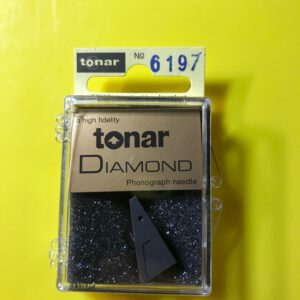 tonar No 6197
high fidelity
tonar
DIAMOND
Phonograph needle